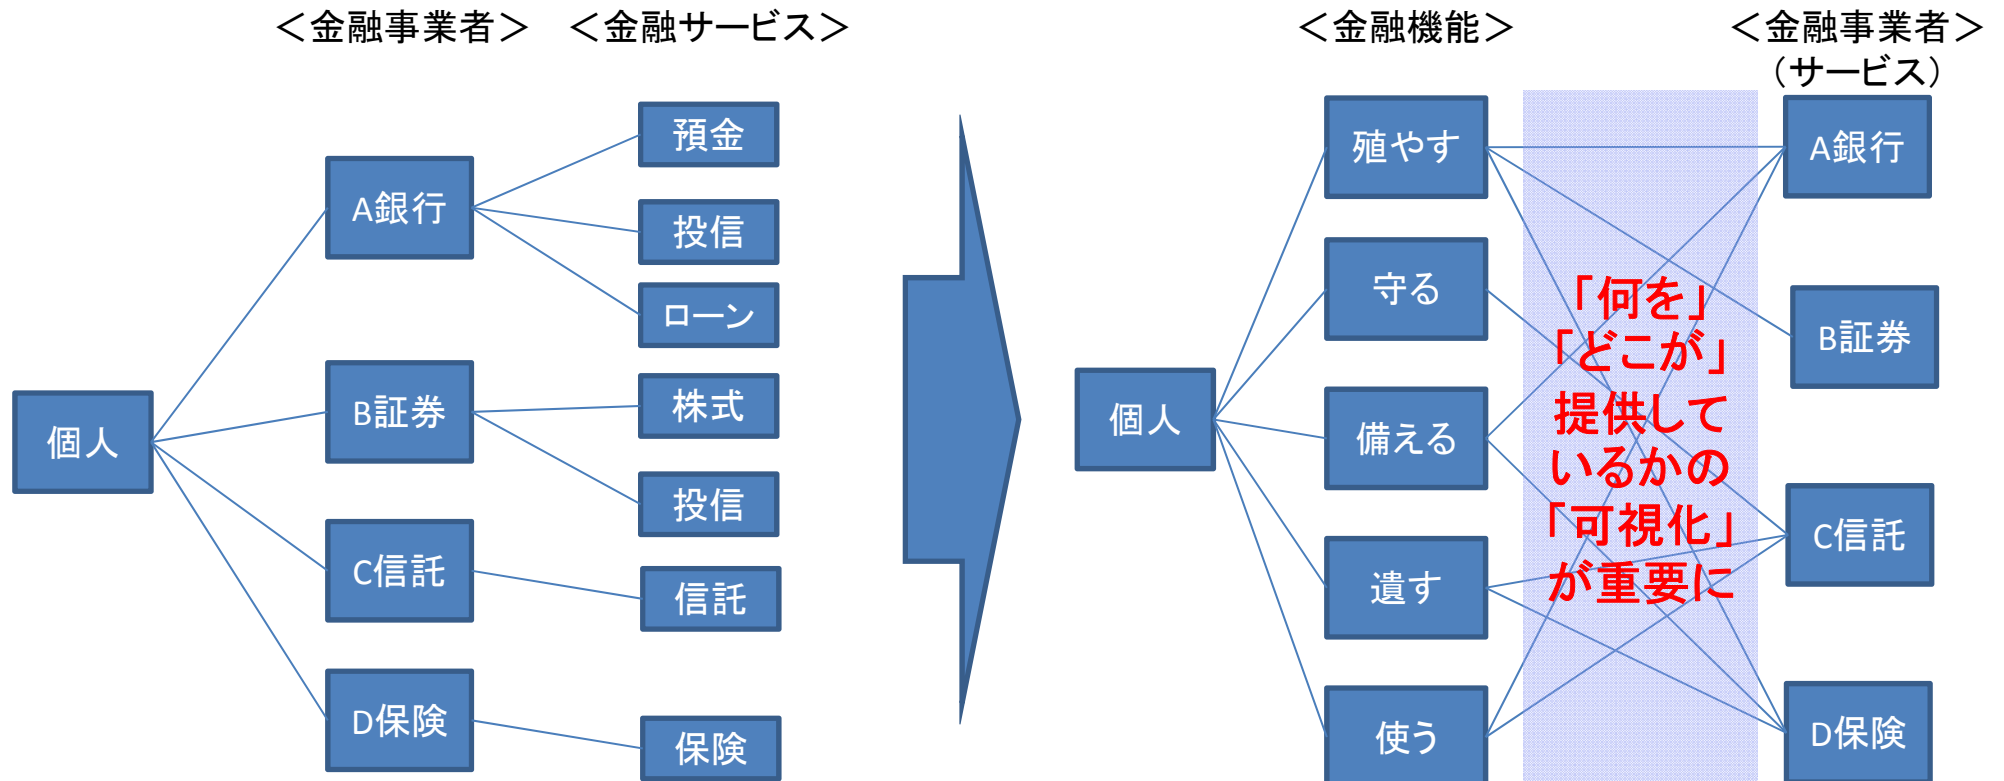 ＜金融事業者＞
＜金融サービス＞
個人
A銀行
B証券
C信託
D保険
預金
投信
ローン
株式
投信
信託
保険
＜金融機能＞
＜金融事業者＞
（サービス）
個人
殖やす
守る
備える
遺す
使う
「何を」
「どこが」
提供して
いるかの
「可視化」
が重要に
A銀行
B証券
C信託
D保険